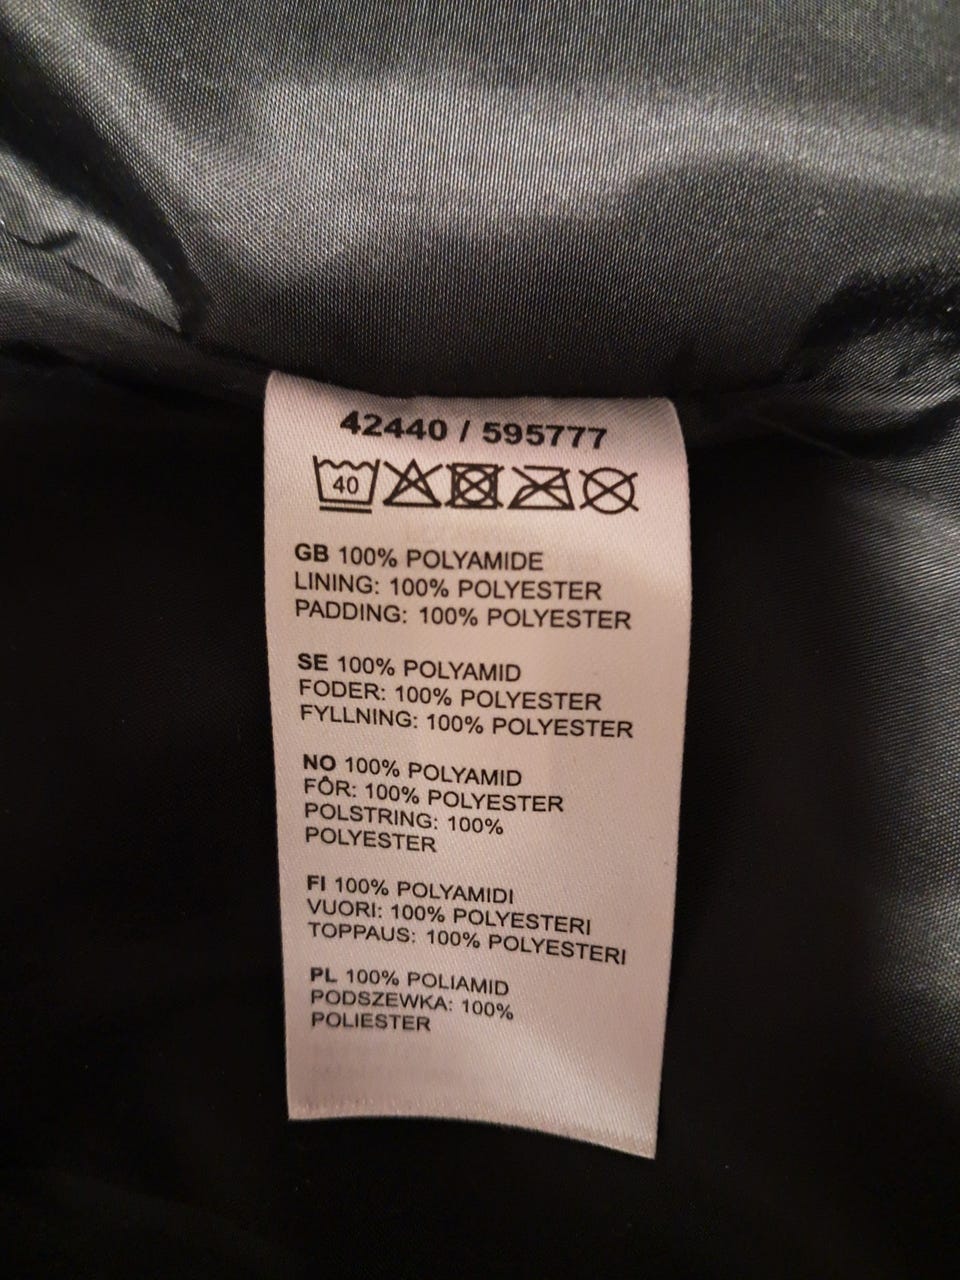 42440 / 595777
40
GB 100% POLYAMIDE
LINING: 100% POLYESTER
PADDING: 100% POLYESTER
SE 100% POLYAMID
FODER: 100% POLYESTER
FYLLNING: 100% POLYESTER
NO 100% POLYAMID
FÔR: 100% POLYESTER
POLSTRING: 100%
POLYESTER
FI 100% POLYAMIDI
VUORI: 100% POLYESTERI
TOPPAUS: 100% POLYESTERI
PL 100% POLIAMID
PODSZEWKA: 100%
POLIESTER